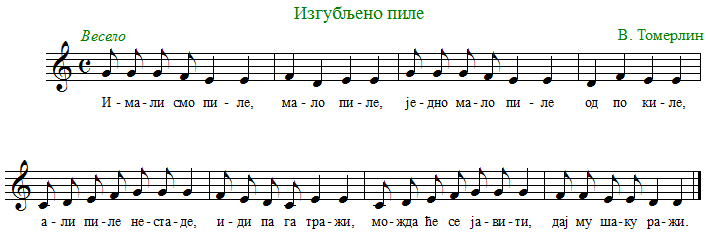 Изгубљено пиле
Весело
В. Томерлин
И - ма - ли смо пи - ле, ма - ло пи - ле, је - дно ма - ло пи - ле од по ки - ле,
а - ли пи - ле не - ста - де, и - ди па га тра - жи, мо - жда ће се ја - ви - ти, дај му ша - ку ра - жи.